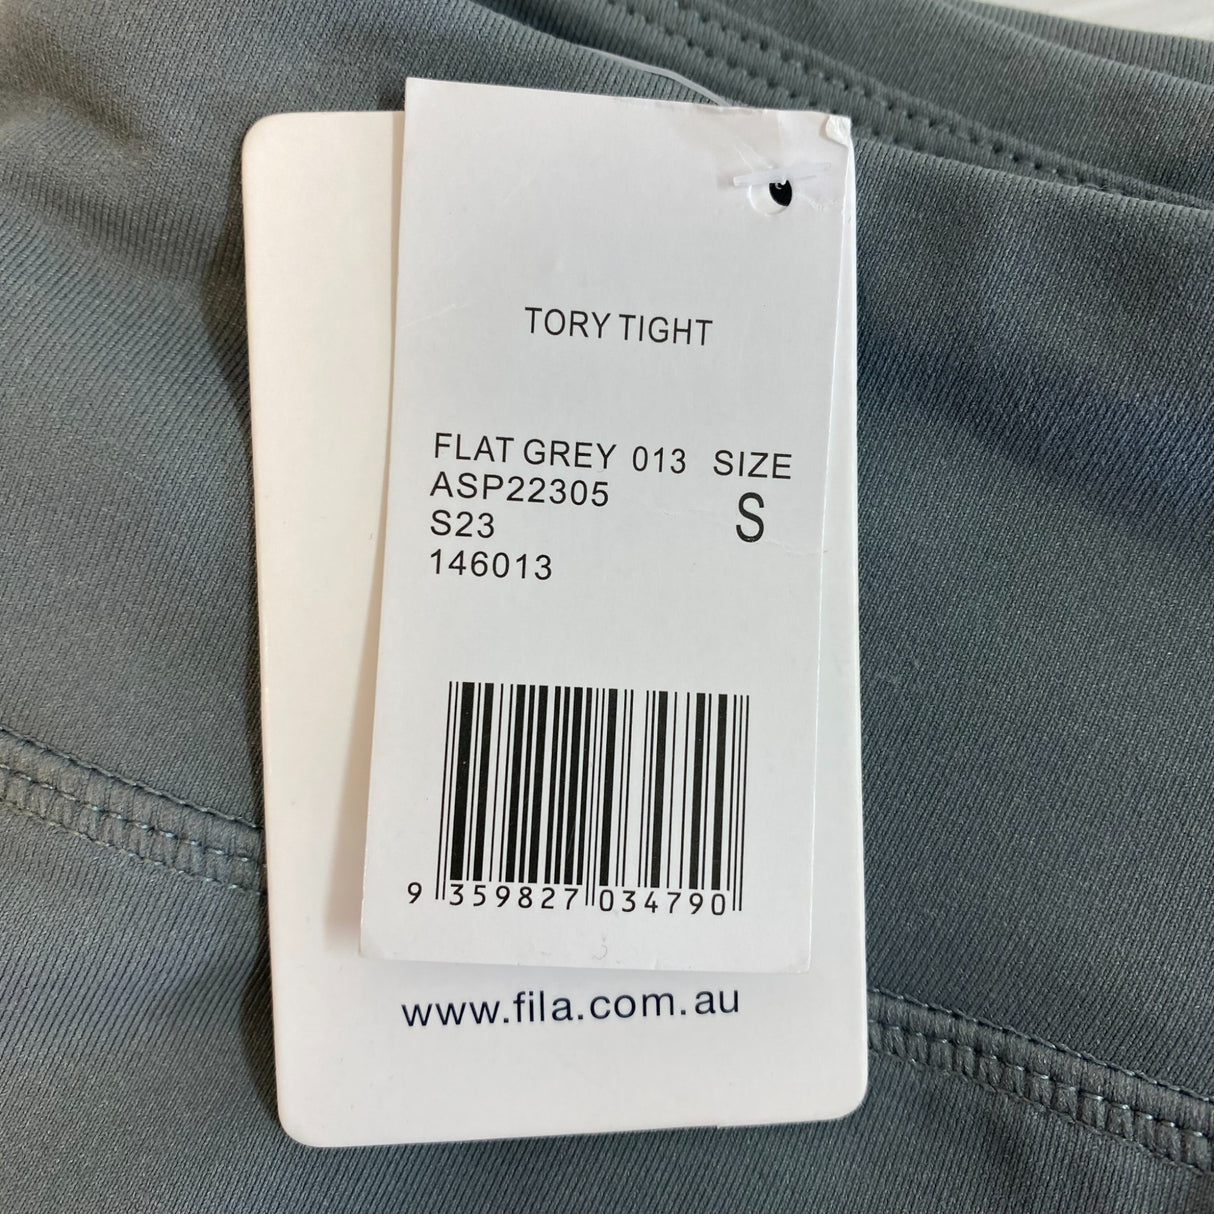 TORY TIGHT
FLAT GREY 013 SIZE
ASP22305
S
S23
146013
9 359827 034790
www.fila.com.au